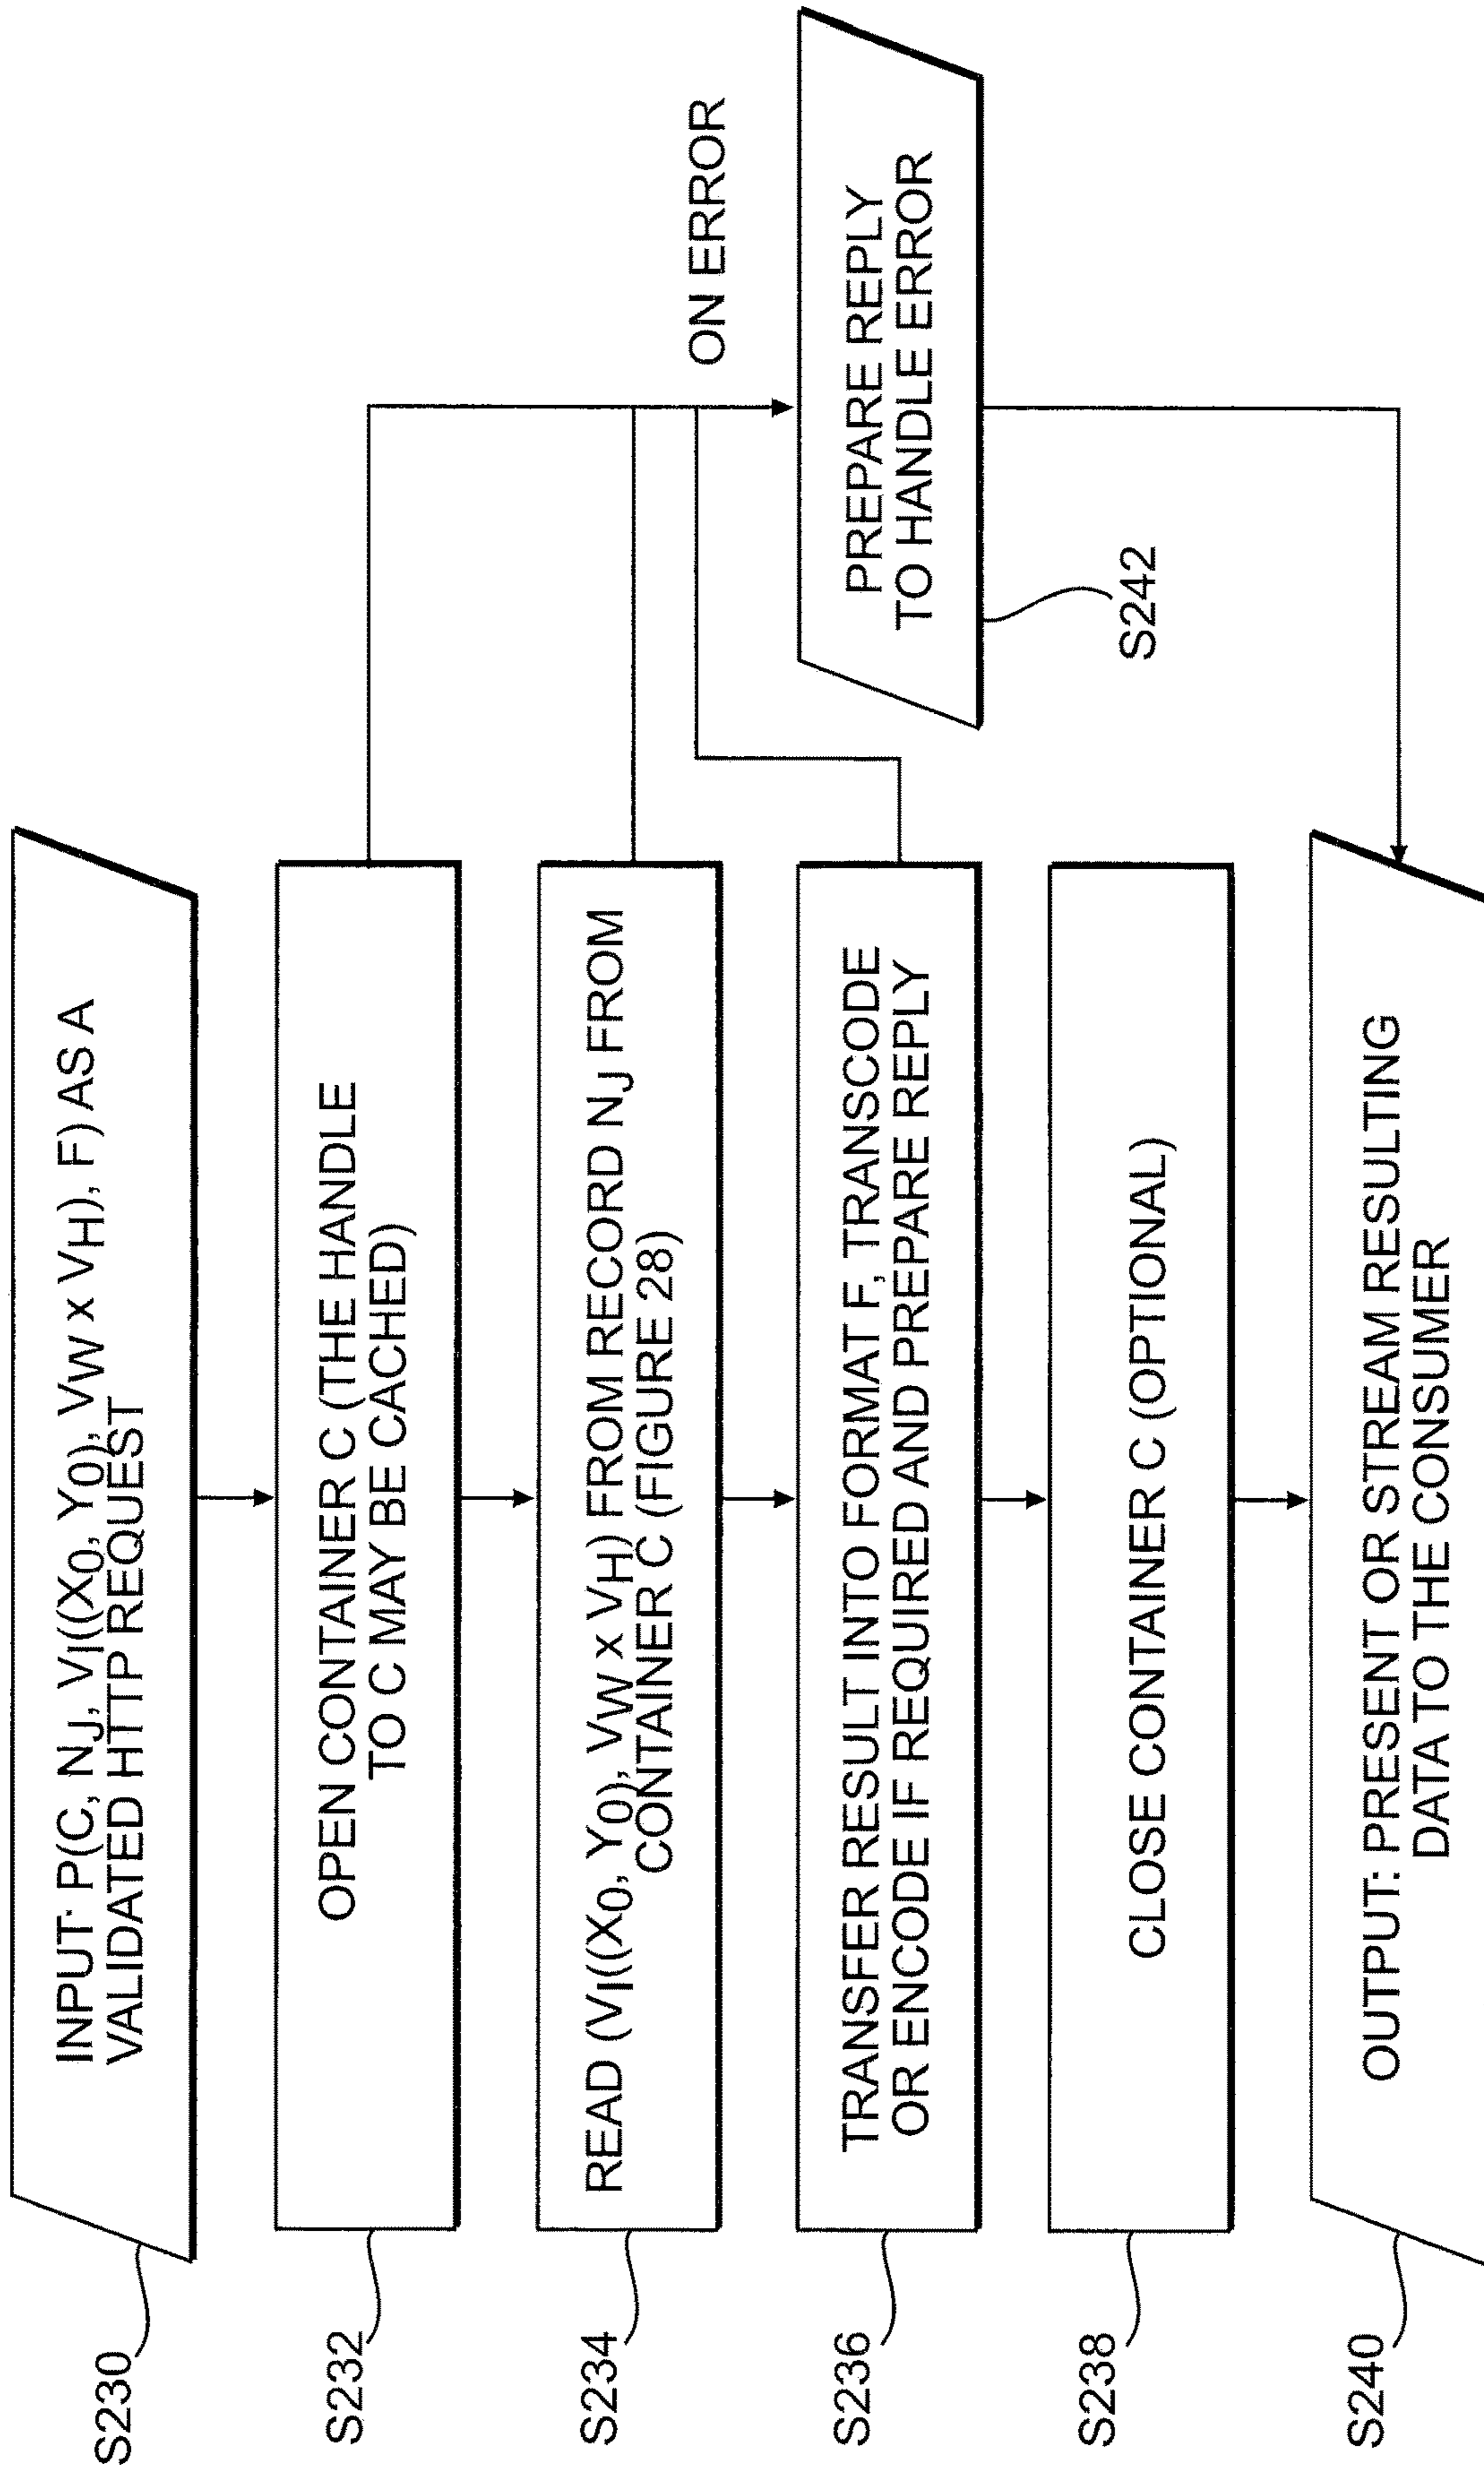 S230
INPUT: P(C, NJ, VI((X0, Y0), VW x VH), F) AS A
VALIDATED HTTP REQUEST
S232
OPEN CONTAINER C (THE HANDLE
TO C MAY BE CACHED)
S234
READ (VI((X0, Y0), VW x VH) FROM RECORD NJ FROM
CONTAINER C (FIGURE 28)
ON ERROR
S236
TRANSFER RESULT INTO FORMAT F, TRANSCODE
OR ENCODE IF REQUIRED AND PREPARE REPLY
PREPARE REPLY
TO HANDLE ERROR
S242
S238
CLOSE CONTAINER C (OPTIONAL)
S240
OUTPUT: PRESENT OR STREAM RESULTING
DATA TO THE CONSUMER